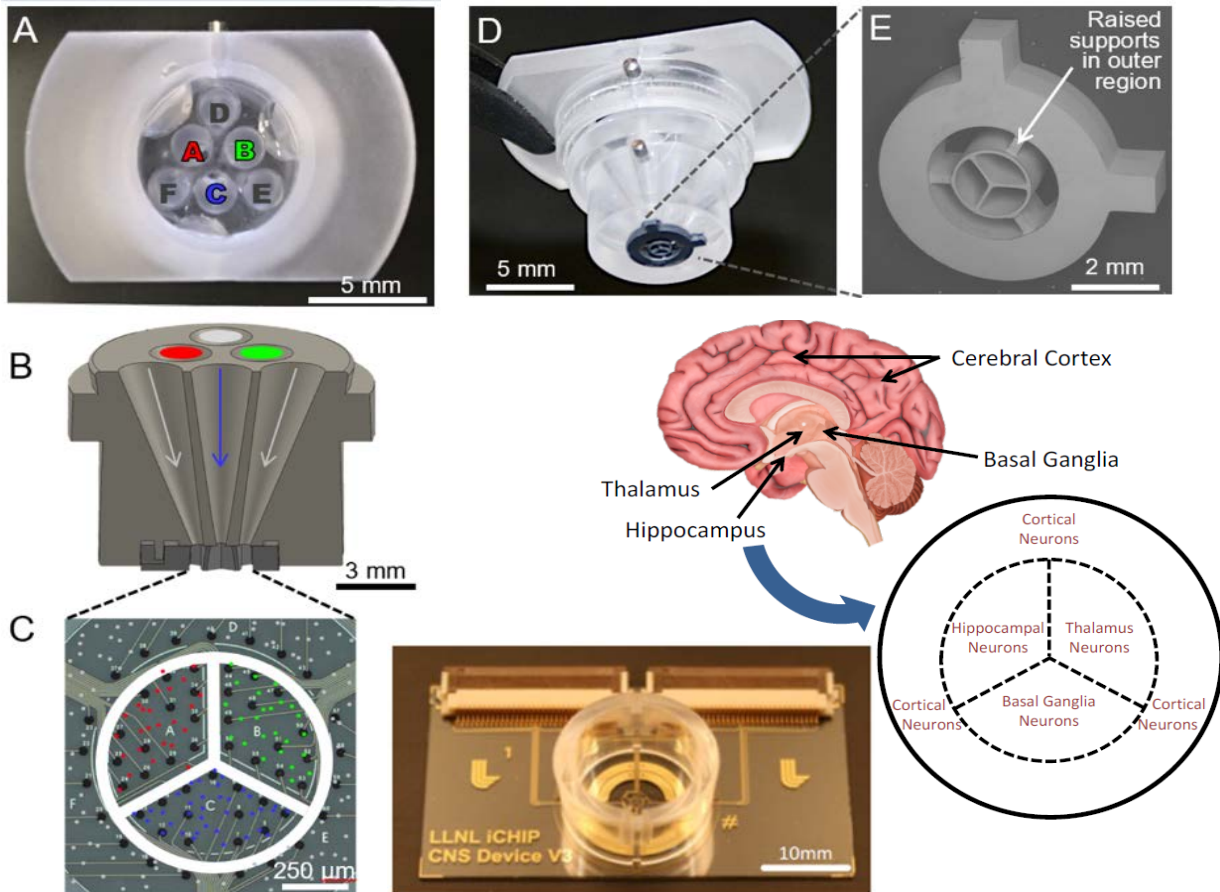 A
D
A
B
F
C
E
5 mm
D
5 mm
E
Raised
supports
in outer
region
2 mm
B
3 mm
Cerebral Cortex
Basal Ganglia
Thalamus
Hippocampus
Cortical
Neurons
Hippocampal
Neurons
Thalamus
Neurons
Basal Ganglia
Neurons
Cortical
Neurons
Cortical
Neurons
C
D
A
B
C
F
E
250 µm
1
#
LLNL iCHIP
CNS Device V3
10mm